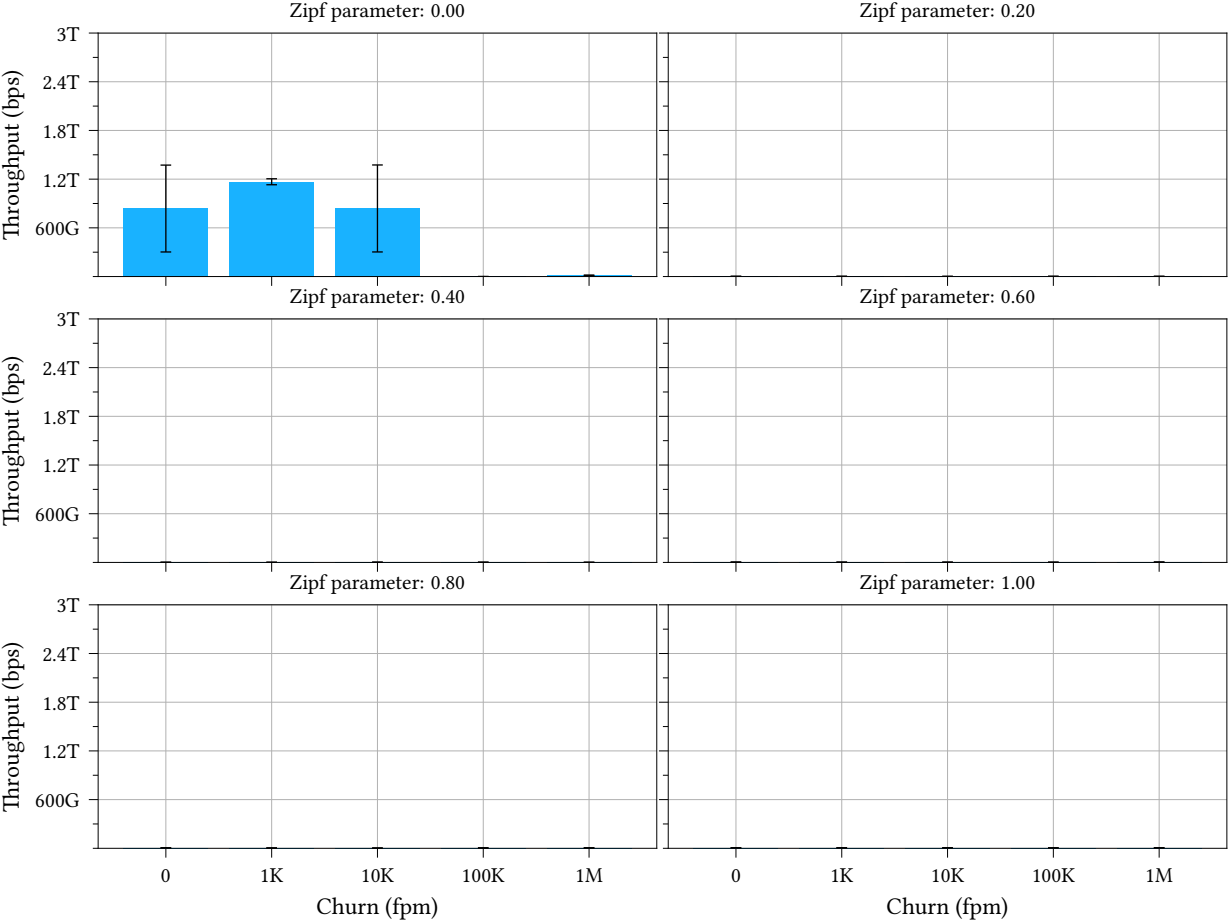 Zipf parameter: 0.00
Zipf parameter: 0.20
3T
2.4T
1.8T
1.2T
600G
Throughput (bps)
Zipf parameter: 0.40
Zipf parameter: 0.60
3T
2.4T
1.8T
1.2T
600G
Throughput (bps)
Zipf parameter: 0.80
Zipf parameter: 1.00
3T
2.4T
1.8T
1.2T
600G
Throughput (bps)
0 1K 10K 100K 1M
0 1K 10K 100K 1M
Churn (fpm)
Churn (fpm)